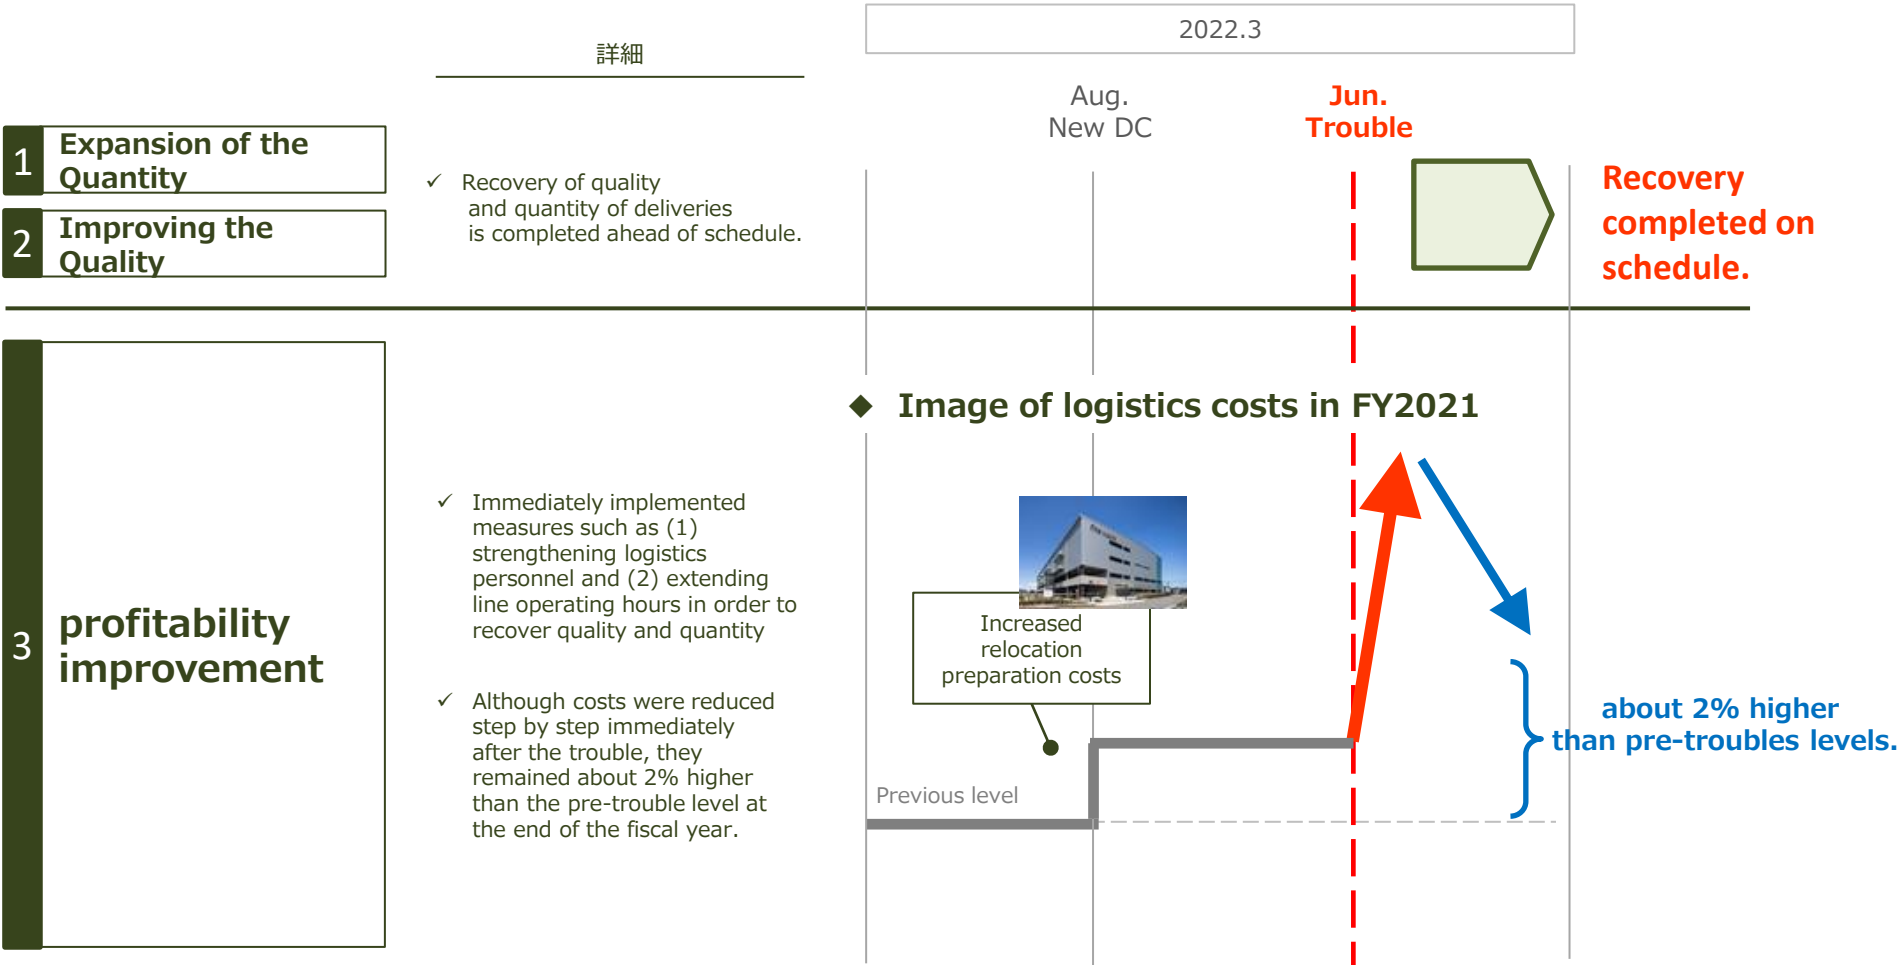 詳細
2022.3
Aug.
New DC
Jun.
Trouble
1
Expansion of the
Quantity
2
Improving the
Quality
✓ Recovery of quality
and quantity of deliveries
is completed ahead of schedule.
Recovery
completed on
schedule.
3
profitability
improvement
◆ Image of logistics costs in FY2021
✓ Immediately implemented
measures such as (1)
strengthening logistics
personnel and (2) extending
line operating hours in order to
recover quality and quantity
✓ Although costs were reduced
step by step immediately
after the trouble, they
remained about 2% higher
than the pre-trouble level at
the end of the fiscal year.
Increased
relocation
preparation costs
Previous level
about 2% higher
than pre-troubles levels.